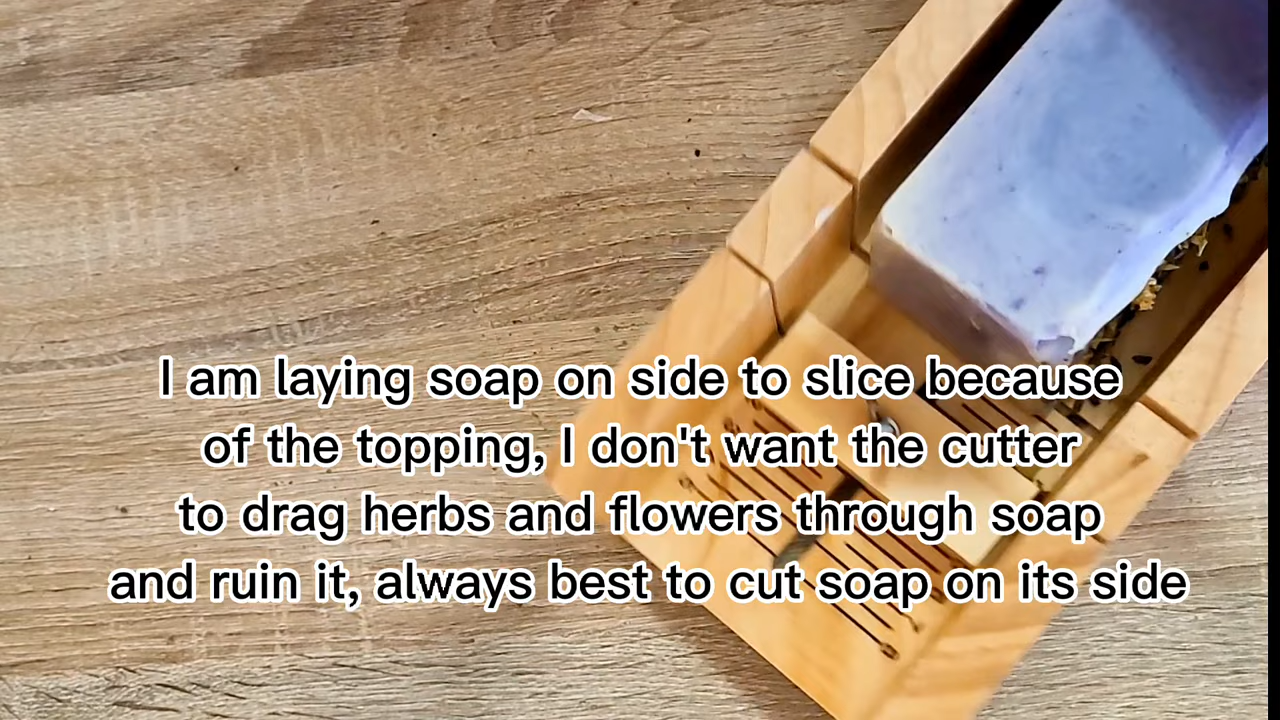 I am laying soap on side to slice because
of the topping, I don't want the cutter
to drag herbs and flowers through soap
and ruin it, always best to cut soap on its side